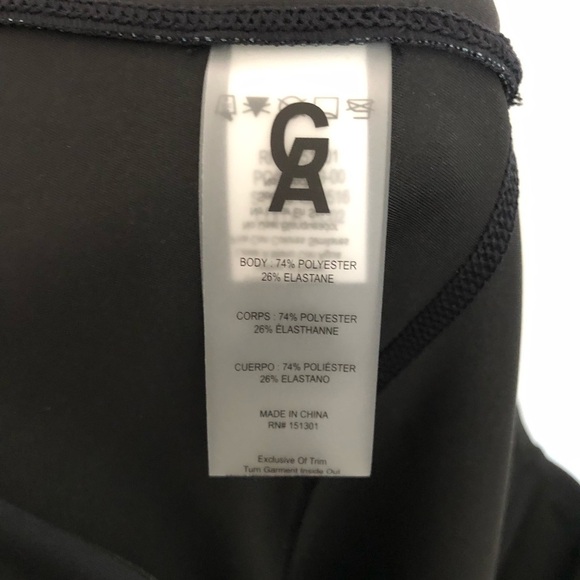 GA
BODY : 74% POLYESTER
26% ELASTANE
CORPS : 74% POLYESTER
26% ÉLASTHANNE
CUERPO : 74% POLIÉSTER
26% ELASTANO
MADE IN CHINA
RN# 151301
Exclusive Of Trim
Turn Garment Inside Out